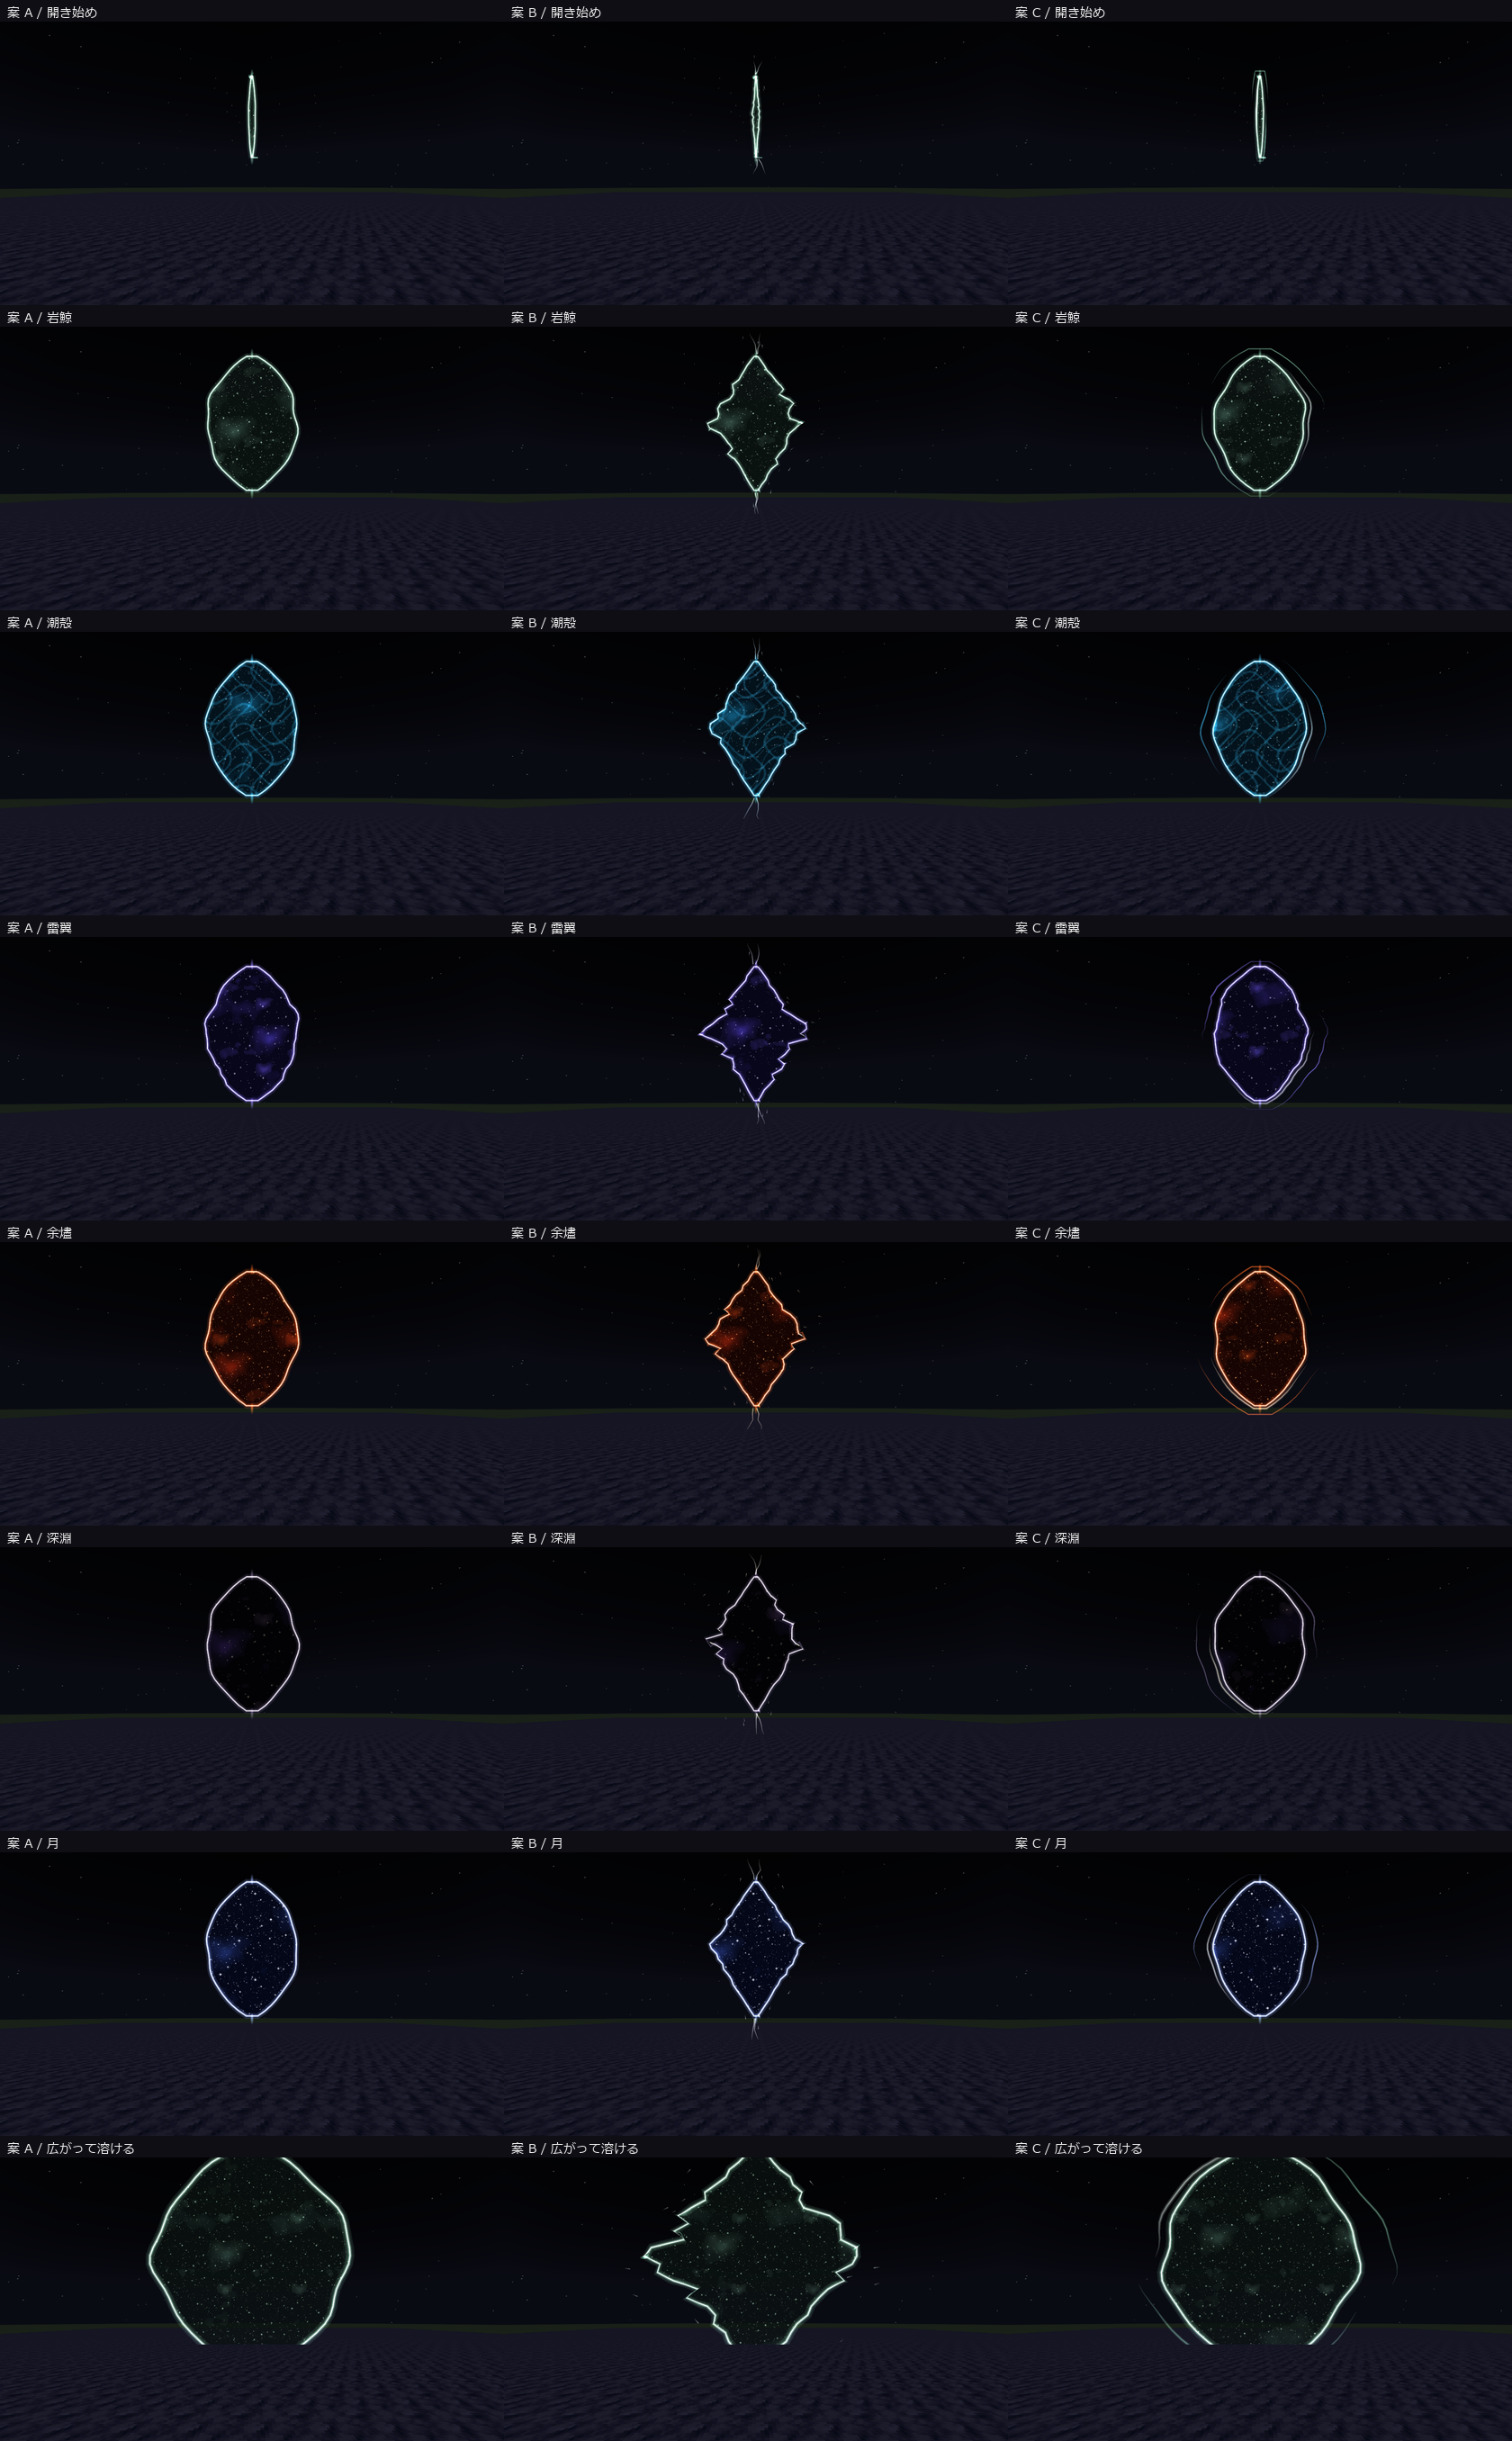 案 A / 開き始め
案 B / 開き始め
案 C / 開き始め
案 A / 岩鯨
案 B / 岩鯨
案 C / 岩鯨
案 A / 潮殻
案 B / 潮殻
案 C / 潮殻
案 A / 雷翼
案 B / 雷翼
案 C / 雷翼
案 A / 余燼
案 B / 余燼
案 C / 余燼
案 A / 深淵
案 B / 深淵
案 C / 深淵
案 A / 月
案 B / 月
案 C / 月
案 A / 広がって溶ける
案 B / 広がって溶ける
案 C / 広がって溶ける